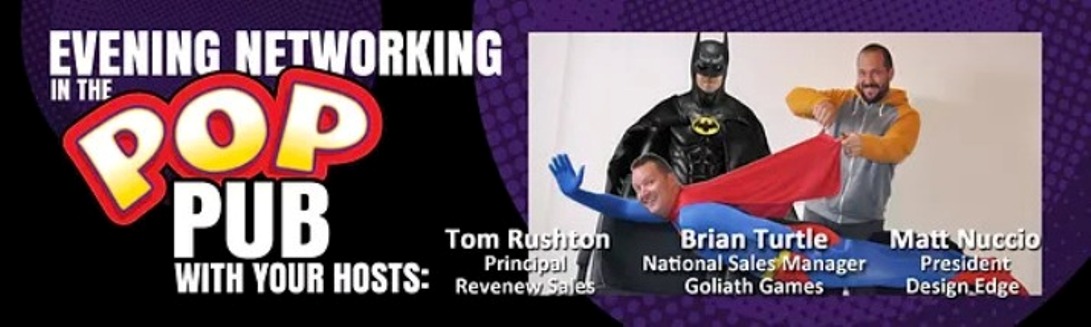 EVENING NETWORKING
IN THE
POP
PUB
WITH YOUR HOSTS:
Tom Rushton
Principal
Revenew Sales
Brian Turtle
National Sales Manager
Goliath Games
Matt Nuccio
President
Design Edge